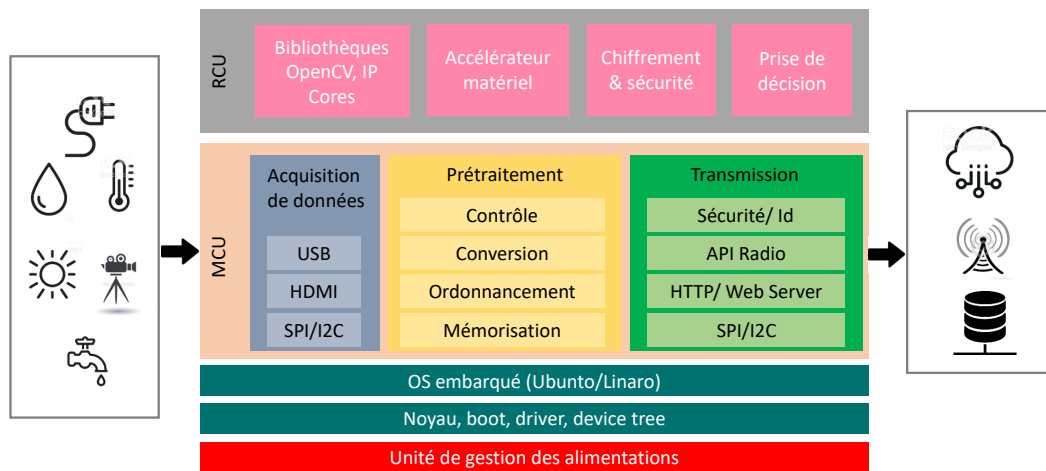 RCU
Bibliothèques
OpenCV, IP
Cores
Accélérateur
matériel
Chiffrement
& sécurité
Prise de
décision
MCU
Acquisition
de données
USB
HDMI
SPI/I2C
Prétraitement
Contrôle
Conversion
Ordonnancement
Mémorisation
Transmission
Sécurité/ Id
API Radio
HTTP/ Web Server
SPI/I2C
OS embarqué (Ubunto/Linaro)
Noyau, boot, driver, device tree
Unité de gestion des alimentations